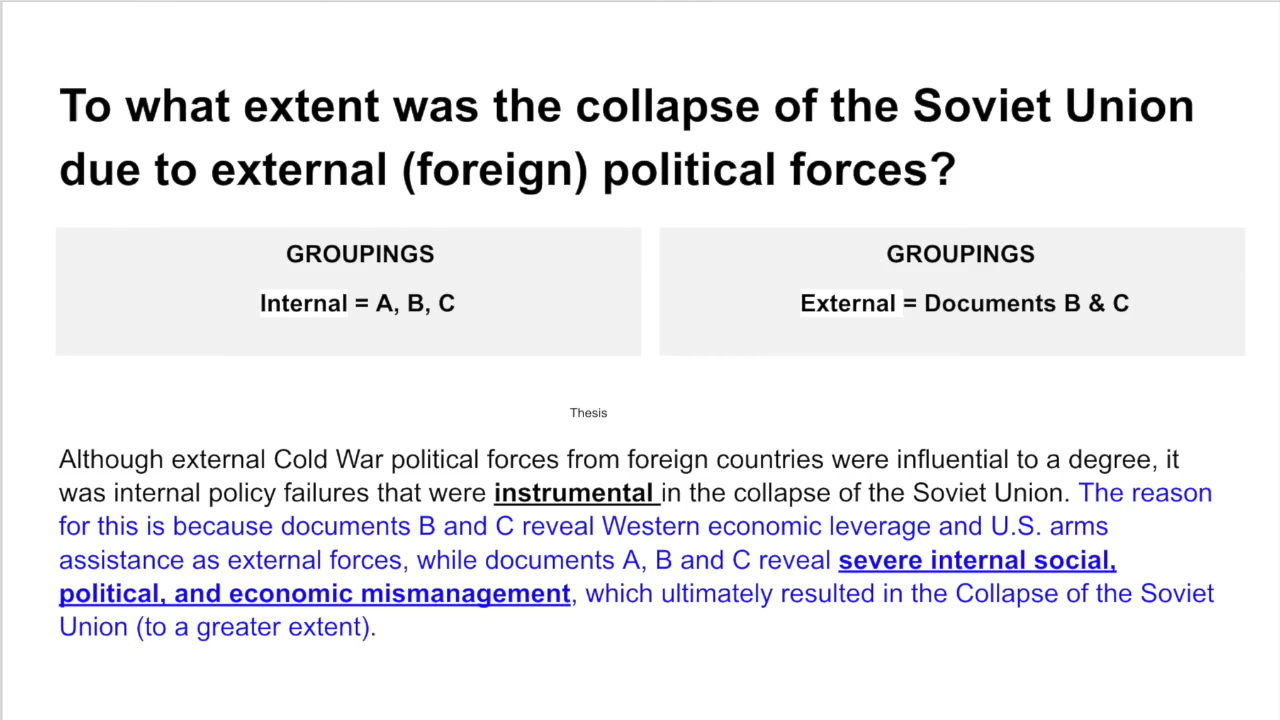 To what extent was the collapse of the Soviet Union
due to external (foreign) political forces?
GROUPINGS
Internal = A, B, C
GROUPINGS
External = Documents B & C
Thesis
Although external Cold War political forces from foreign countries were influential to a degree, it
was internal policy failures that were instrumental in the collapse of the Soviet Union. The reason
for this is because documents B and C reveal Western economic leverage and U.S. arms
assistance as external forces, while documents A, B and C reveal severe internal social,
political, and economic mismanagement, which ultimately resulted in the Collapse of the Soviet
Union (to a greater extent).